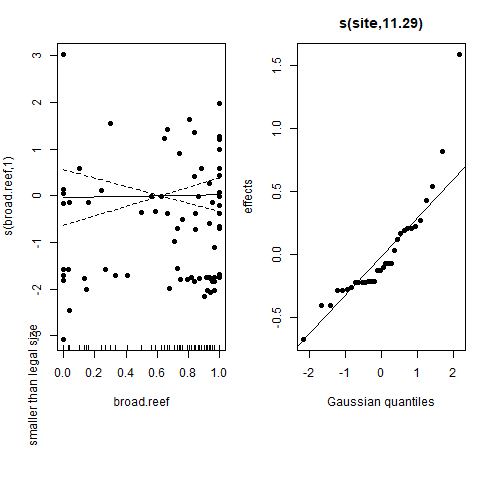 s(site,11.29)
s(broad.reef,1)
3
2
1
0
-1
-2
-3
0.0 0.2 0.4 0.6 0.8 1.0
broad.reef
smaller than legal size
effects
1.5
1.0
0.5
0.0
-0.5
-2 -1 0 1 2
Gaussian quantiles